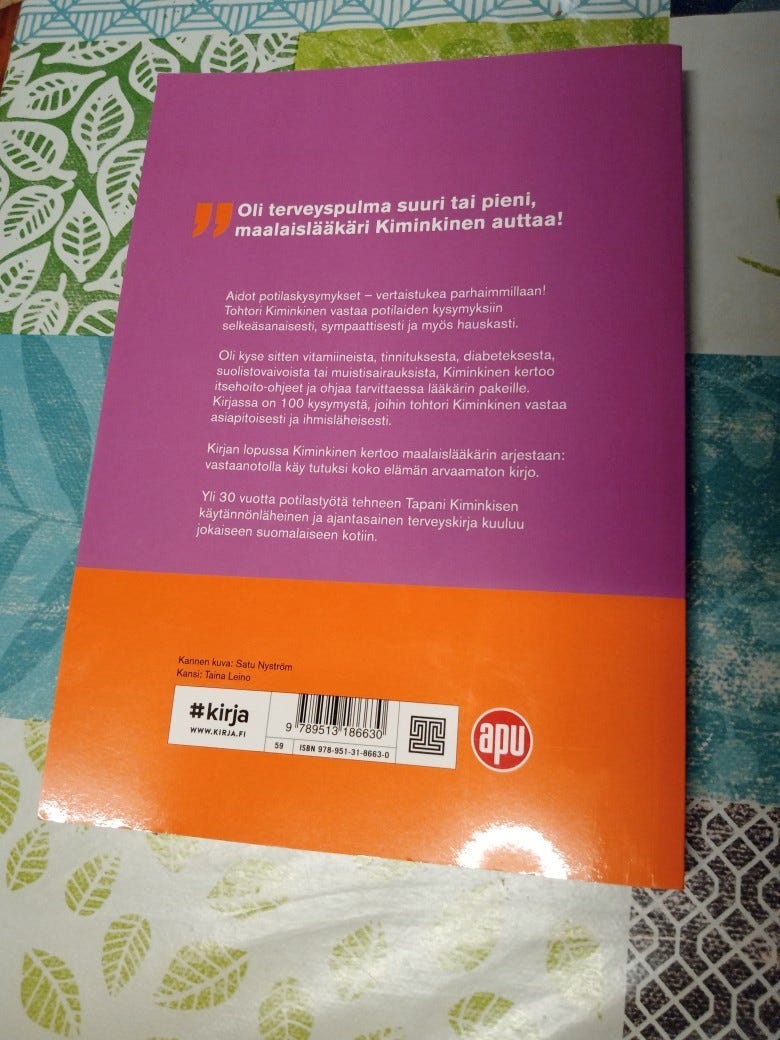 Oli terveyspulma suuri tai pieni,
maalaislääkäri Kiminkinen auttaa!
Aidot potilaskysymykset – vertaistukea parhaimmillaan!
Tohtori Kiminkinen vastaa potilaiden kysymyksiin
selkeäsanaisesti, sympaattisesti ja myös hauskasti.
Oli kyse sitten vitamiineista, tinnituksesta, diabeteksesta,
suolistovaivoista tai muistisairauksista, Kiminkinen kertoo
itsehoito-ohjeet ja ohjaa tarvittaessa lääkärin pakeille.
Kirjassa on 100 kysymystä, joihin tohtori Kiminkinen vastaa
asiapitoisesti ja ihmisläheisesti.
Kirjan lopussa Kiminkinen kertoo maalaislääkärin arjestaan:
vastaanotolla käy tutuksi koko elämän arvaamaton kirjo.
Yli 30 vuotta potilastyötä tehneen Tapani Kiminkisen
käytännönläheinen ja ajantasainen terveyskirja kuuluu
jokaiseen suomalaiseen kotiin.
Kannen kuva: Satu Nyström
Kansi: Taina Leino
#kirja
WWW.KIRJA.FI
9 789513 186630
59
ISBN 978-951-31-8663-0
apu